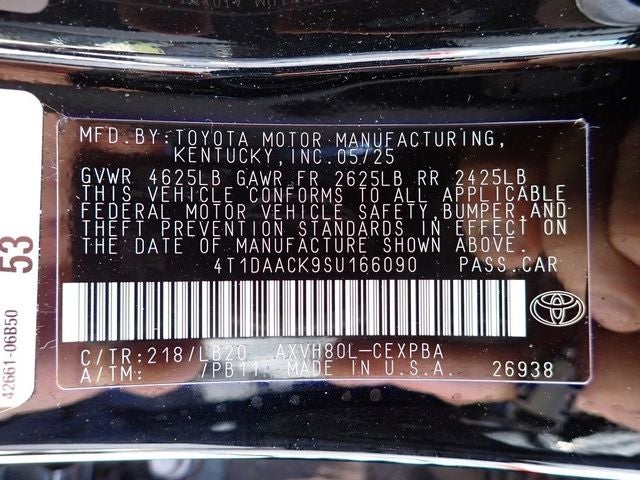 MFD.BY:TOYOTA MOTOR MANUFACTURING,
KENTUCKY,INC.05/25
GVWR 4625LB GAWR FR 2625LB RR 2425LB
THIS VEHICLE CONFORMS TO ALL APPLICABLE
FEDERAL MOTOR VEHICLE SAFETY,BUMPER,AND
THEFT PREVENTION STANDARDS IN EFFECT ON
THE DATE OF MANUFACTURE SHOWN ABOVE.
4T1DAACK9SU166090 PASS.CAR
C/TR:218/LB20 AXVH80L-CEXPBA
A/TM: /PB11 MADE IN U.S.A. 26938
53
42661-06B50